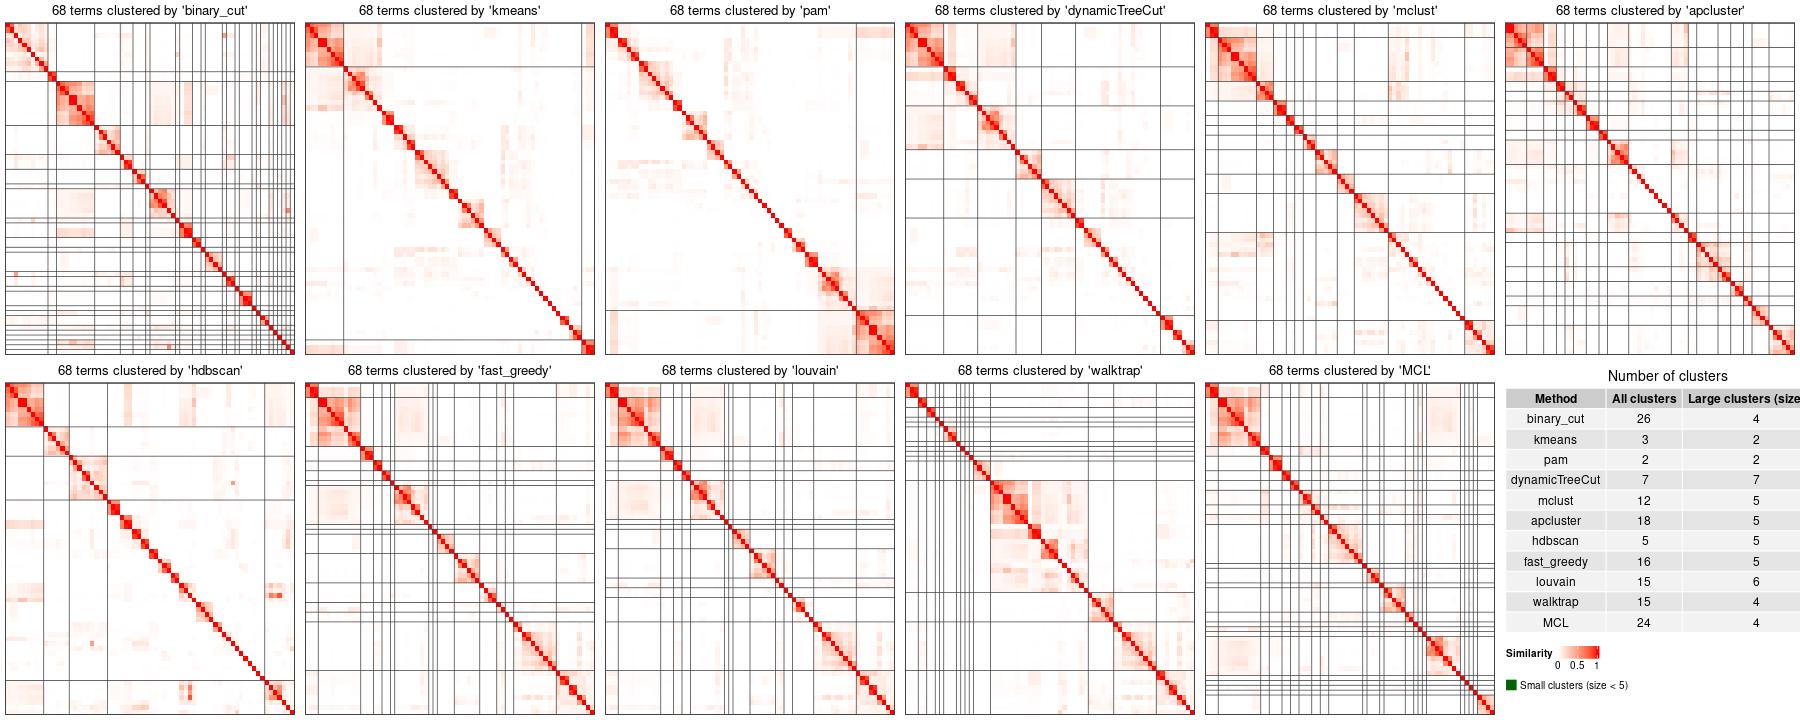 68 terms clustered by 'binary_cut'
68 terms clustered by 'kmeans'
68 terms clustered by 'pam'
68 terms clustered by 'dynamicTreeCut'
68 terms clustered by 'mclust'
68 terms clustered by 'apcluster'
68 terms clustered by 'hdbscan'
68 terms clustered by 'fast_greedy'
68 terms clustered by 'louvain'
68 terms clustered by 'walktrap'
68 terms clustered by 'MCL'
Number of clusters
Method All clusters Large clusters (size
binary_cut 26 4
kmeans 3 2
pam 2 2
dynamicTreeCut 7 7
mclust 12 5
apcluster 18 5
hdbscan 5 5
fast_greedy 16 5
louvain 15 6
walktrap 15 4
MCL 24 4
Similarity
0 0.5 1
Small clusters (size < 5)